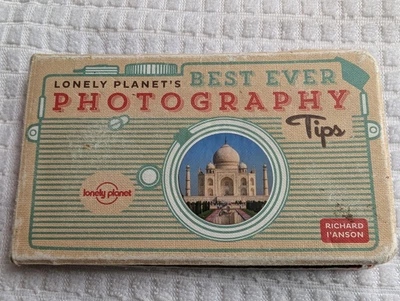 LONELY PLANET'S BEST EVER
PHOTOGRAPHY
Tips
lonely planet
RICHARD
I'ANSON